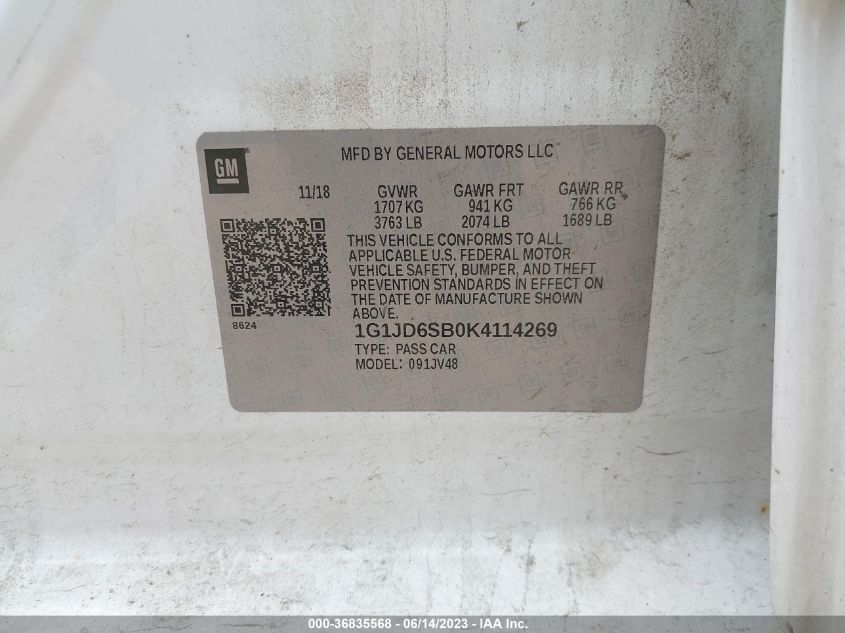 GM®
MFD BY GENERAL MOTORS LLC
11/18 GVWR GAWR FRT GAWR RR
1707 KG 941 KG 766 KG
3763 LB 2074 LB 1689 LB
THIS VEHICLE CONFORMS TO ALL
APPLICABLE U.S. FEDERAL MOTOR
VEHICLE SAFETY, BUMPER, AND THEFT
PREVENTION STANDARDS IN EFFECT ON
THE DATE OF MANUFACTURE SHOWN
ABOVE.
8624
1G1JD6SB0K4114269
TYPE: PASS CAR
MODEL: 091JV48
000-36835568 - 06/14/2023 - IAA Inc.